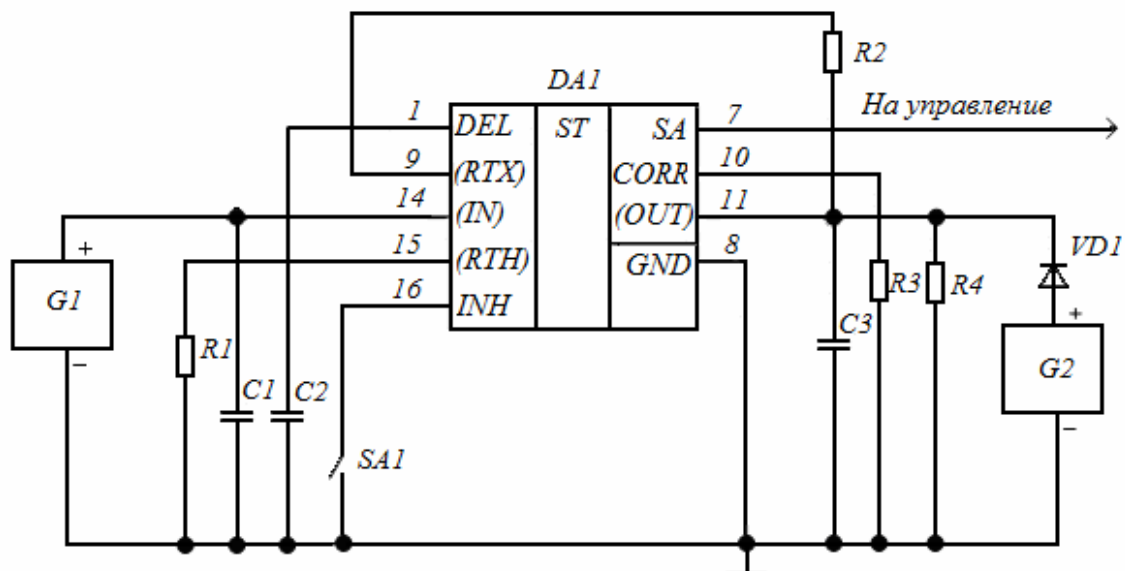 R2
DA1
1
DEL
ST
SA
7
На управление
9
(RTX)
CORR
10
14
(IN)
(OUT)
11
15
(RTH)
GND
8
VD1
16
INH
+
G1
–
R1
C1
C2
SA1
R3
R4
C3
+
G2
–